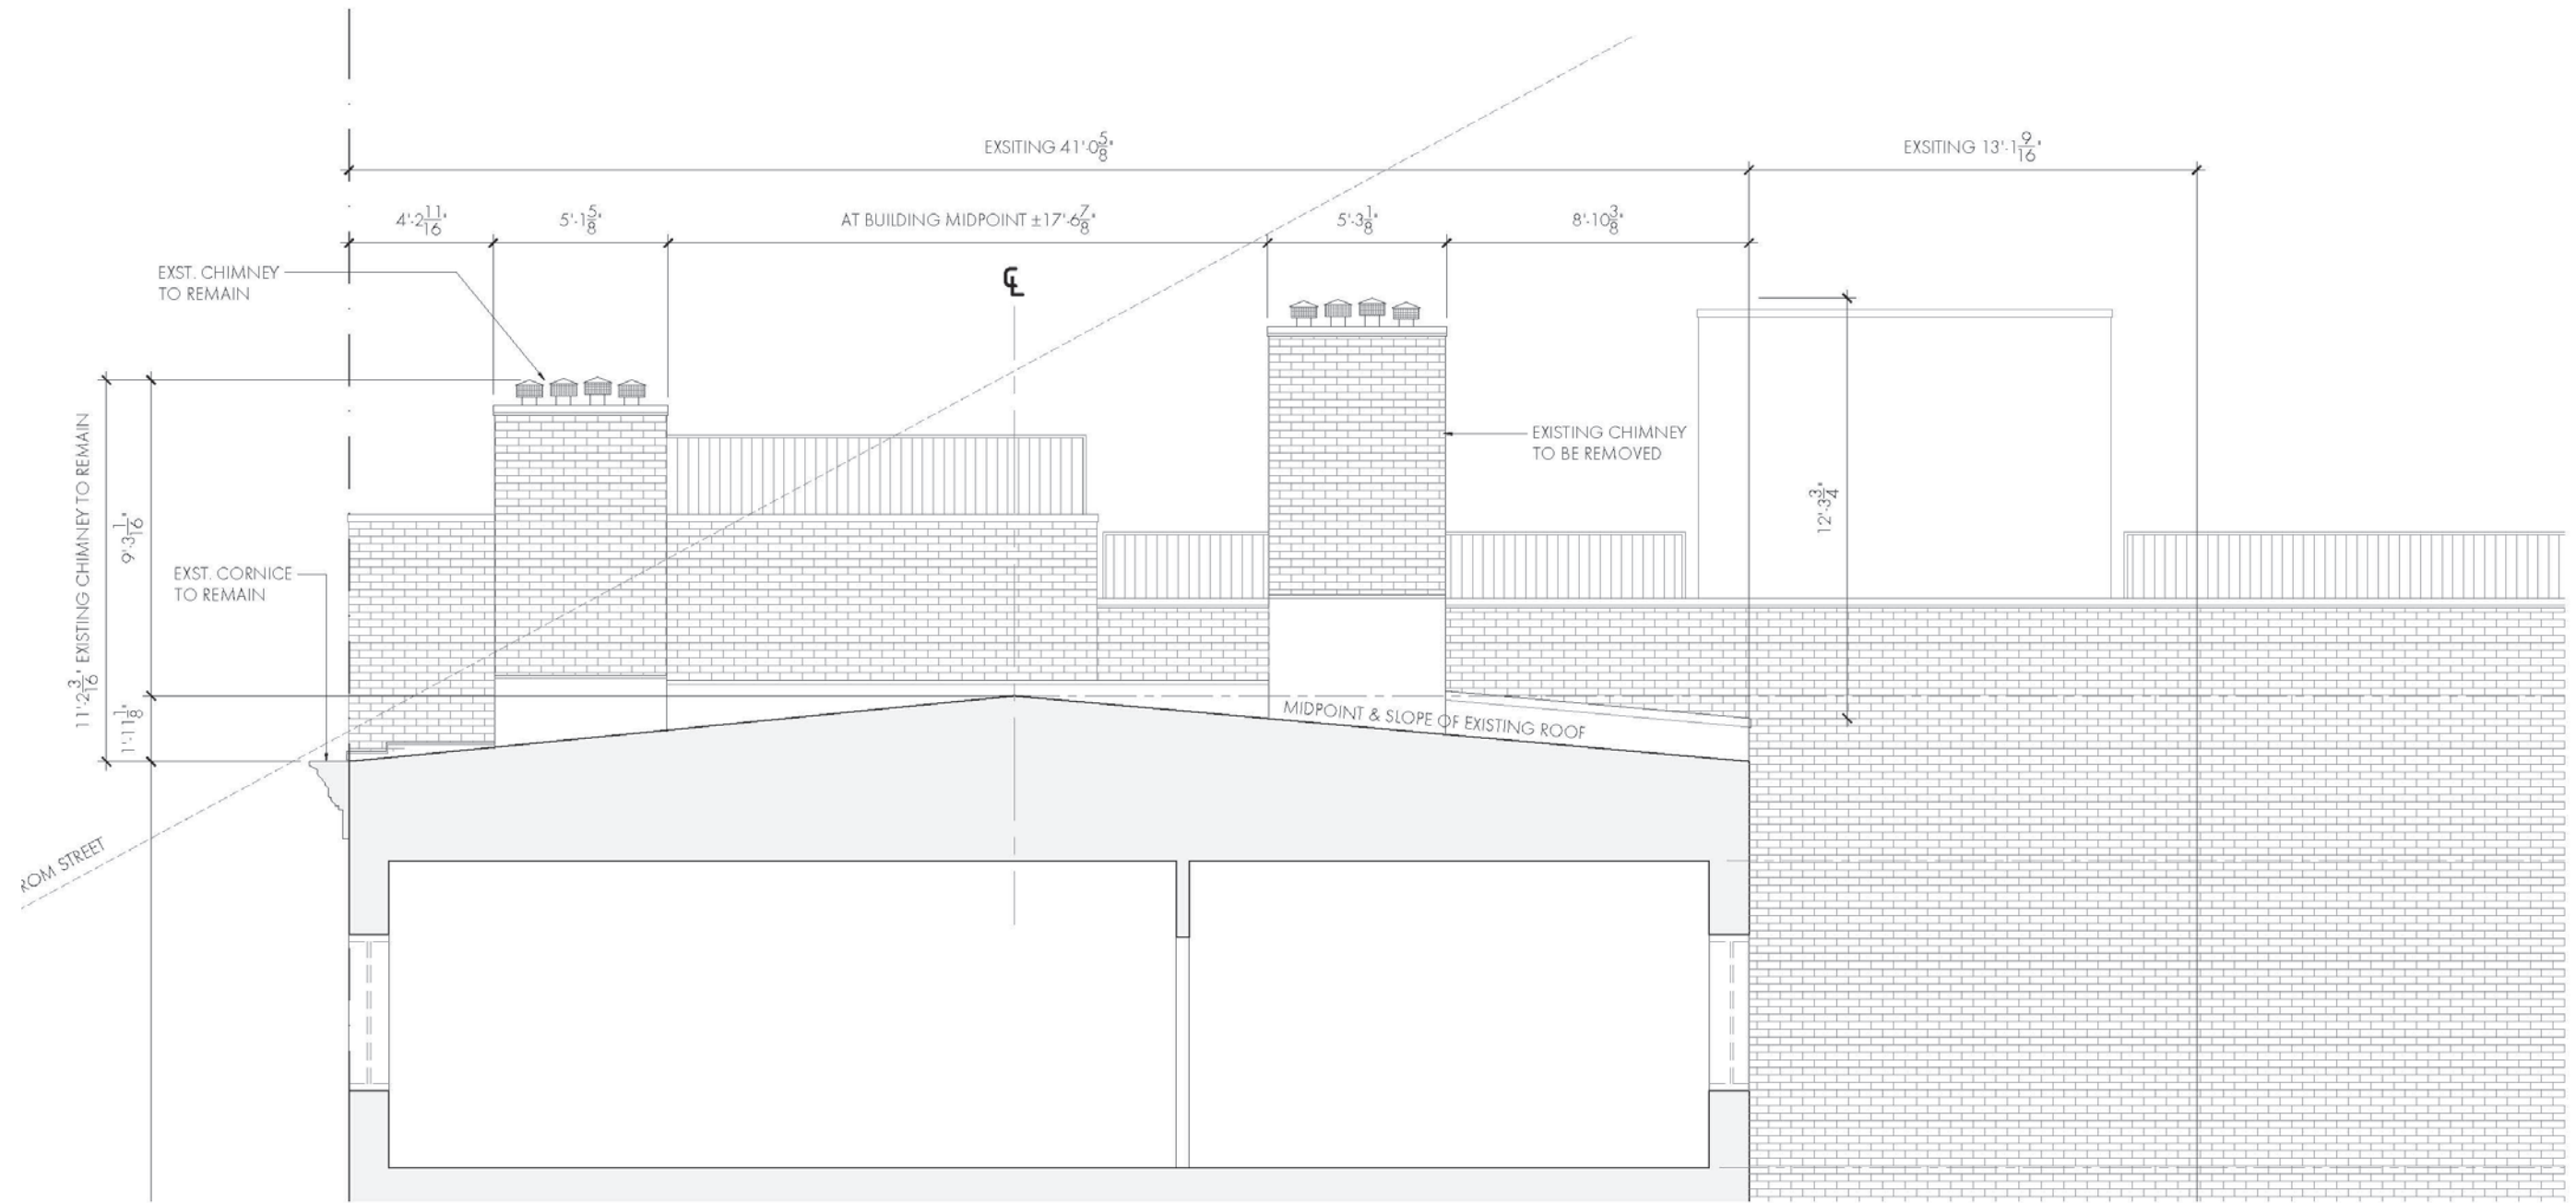 EXSITING 41'-0 5/8"
EXSITING 13'-1 9/16"
4'-2 11/16"
5'-1 5/8"
AT BUILDING MIDPOINT ±17'-6 7/8"
5'-3 1/8"
8'-10 3/8"
EXST. CHIMNEY
TO REMAIN
℄
11'-2 3/16" EXISTING CHIMNEY TO REMAIN
9'-3 1/16"
1'-11 1/8"
EXISTING CHIMNEY
TO BE REMOVED
12'-3 3/4"
EXST. CORNICE
TO REMAIN
MIDPOINT & SLOPE OF EXISTING ROOF
ROM STREET